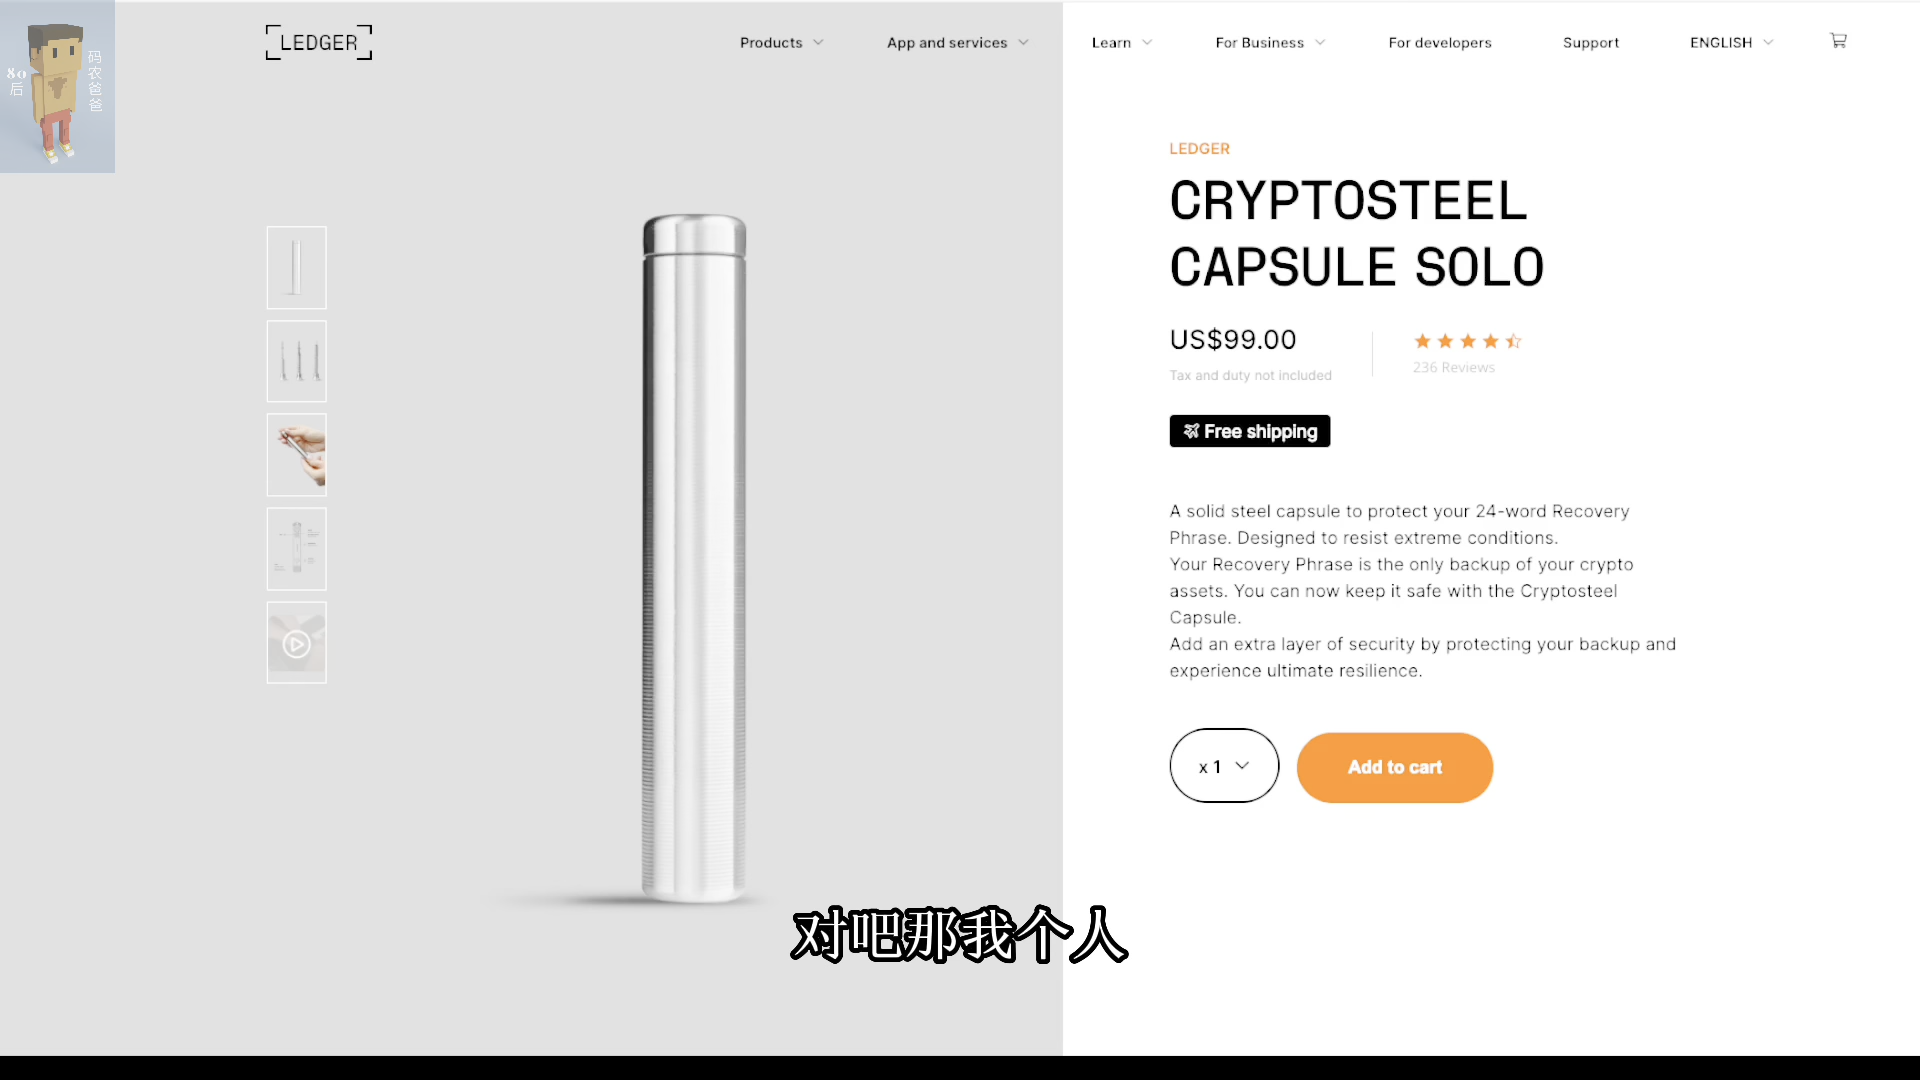 80
后
码农爸爸
LEDGER
Products
App and services
Learn
For Business
For developers
Support
ENGLISH
LEDGER
CRYPTOSTEEL
CAPSULE SOLO
US$99.00
Tax and duty not included
236 Reviews
Free shipping
A solid steel capsule to protect your 24-word Recovery
Phrase. Designed to resist extreme conditions.
Your Recovery Phrase is the only backup of your crypto
assets. You can now keep it safe with the Cryptosteel
Capsule.
Add an extra layer of security by protecting your backup and
experience ultimate resilience.
x 1
Add to cart
对吧那我个人